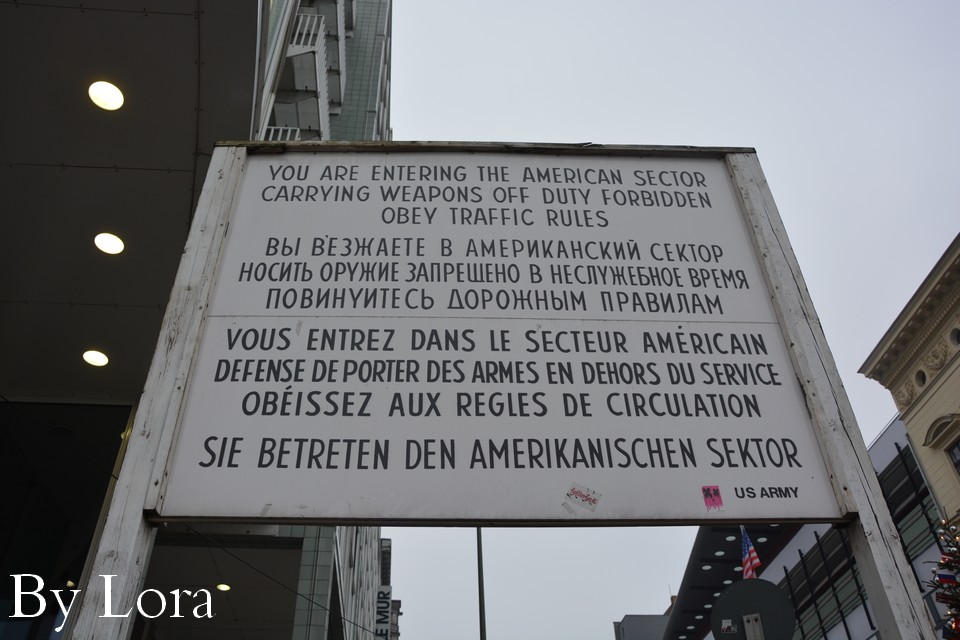 YOU ARE ENTERING THE AMERICAN SECTOR
CARRYING WEAPONS OFF DUTY FORBIDDEN
OBEY TRAFFIC RULES
ВЫ ВЪЕЗЖАЕТЕ В АМЕРИКАНСКИЙ СЕКТОР
НОСИТЬ ОРУЖИЕ ЗАПРЕЩЕНО В НЕСЛУЖЕБНОЕ ВРЕМЯ
ПОВИНУЙТЕСЬ ДОРОЖНЫМ ПРАВИЛАМ
VOUS ENTREZ DANS LE SECTEUR AMÉRICAIN
DEFENSE DE PORTER DES ARMES EN DEHORS DU SERVICE
OBÉISSEZ AUX REGLES DE CIRCULATION
SIE BETRETEN DEN AMERIKANISCHEN SEKTOR
US ARMY
LE MUR
By Lora